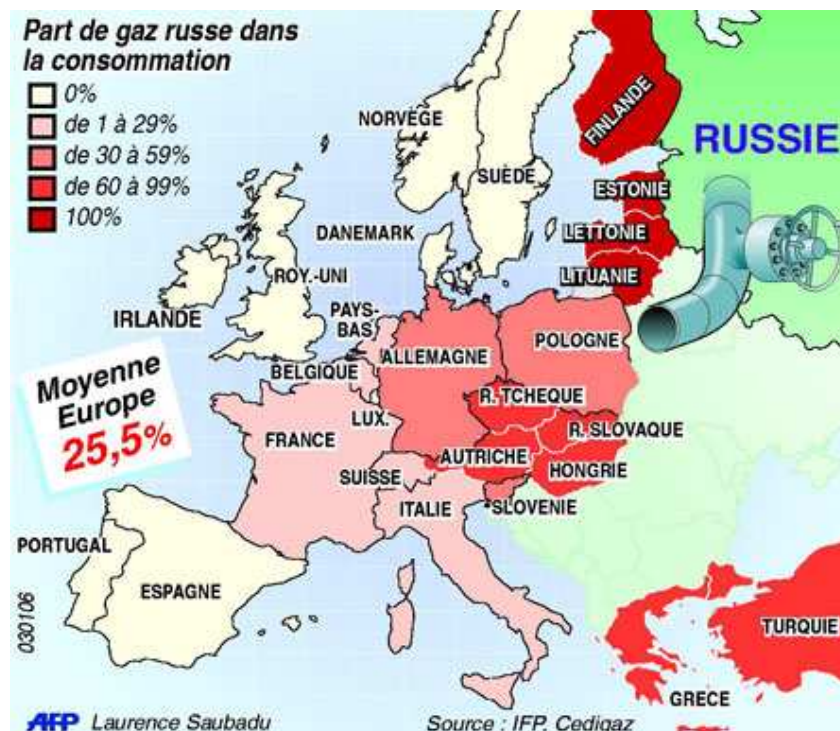 Part de gaz russe dans
la consommation
0%
de 1 à 29%
de 30 à 59%
de 60 à 99%
100%
NORVÈGE
SUÈDE
FINLANDE
RUSSIE
ESTONIE
LETTONIE
LITUANIE
DANEMARK
ROY.-UNI
IRLANDE
PAYS-
BAS
BELGIQUE
ALLEMAGNE
POLOGNE
Moyenne
Europe
25,5%
LUX.
R. TCHEQUE
FRANCE
R. SLOVAQUE
AUTRICHE
HONGRIE
SUISSE
ITALIE
SLOVENIE
PORTUGAL
ESPAGNE
TURQUIE
GRECE
030106
AFP Laurence Saubadu
Source : IFP, Cedigaz